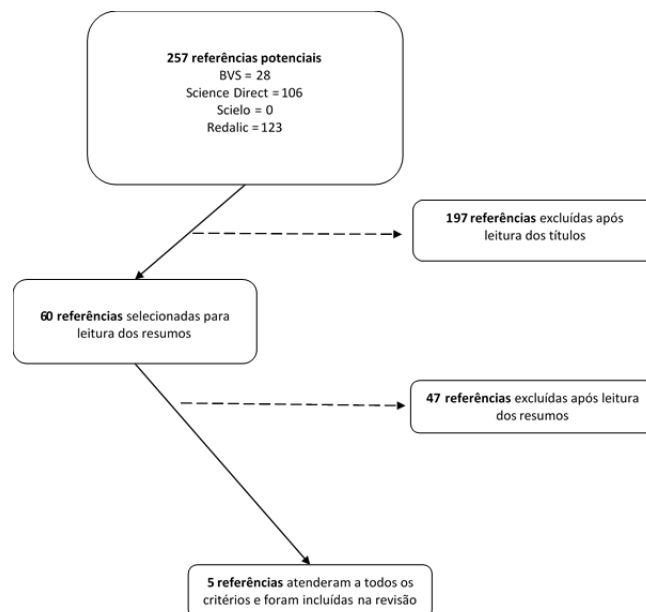 257 referências potenciais
BVS = 28
Science Direct =106
Scielo = 0
Redalic =123
197 referências excluídas após
leitura dos títulos
60 referências selecionadas para
leitura dos resumos
47 referências excluídas após leitura
dos resumos
5 referências atenderam a todos os
critérios e foram incluídas na revisão